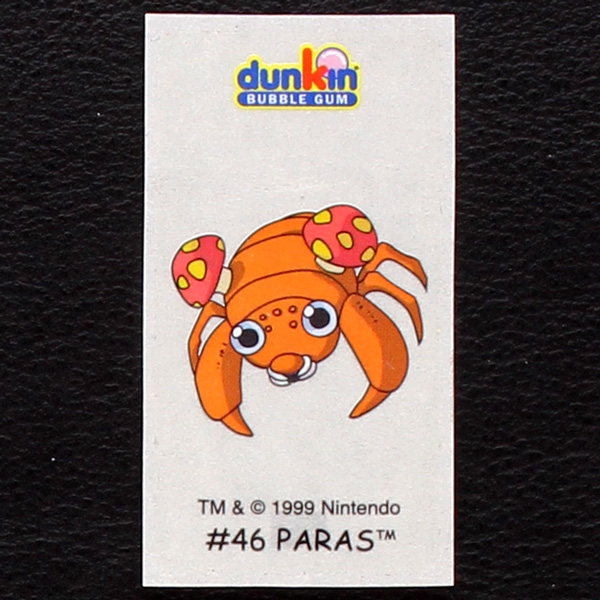 dunkin
BUBBLE GUM
TM & © 1999 Nintendo
#46 PARAS™